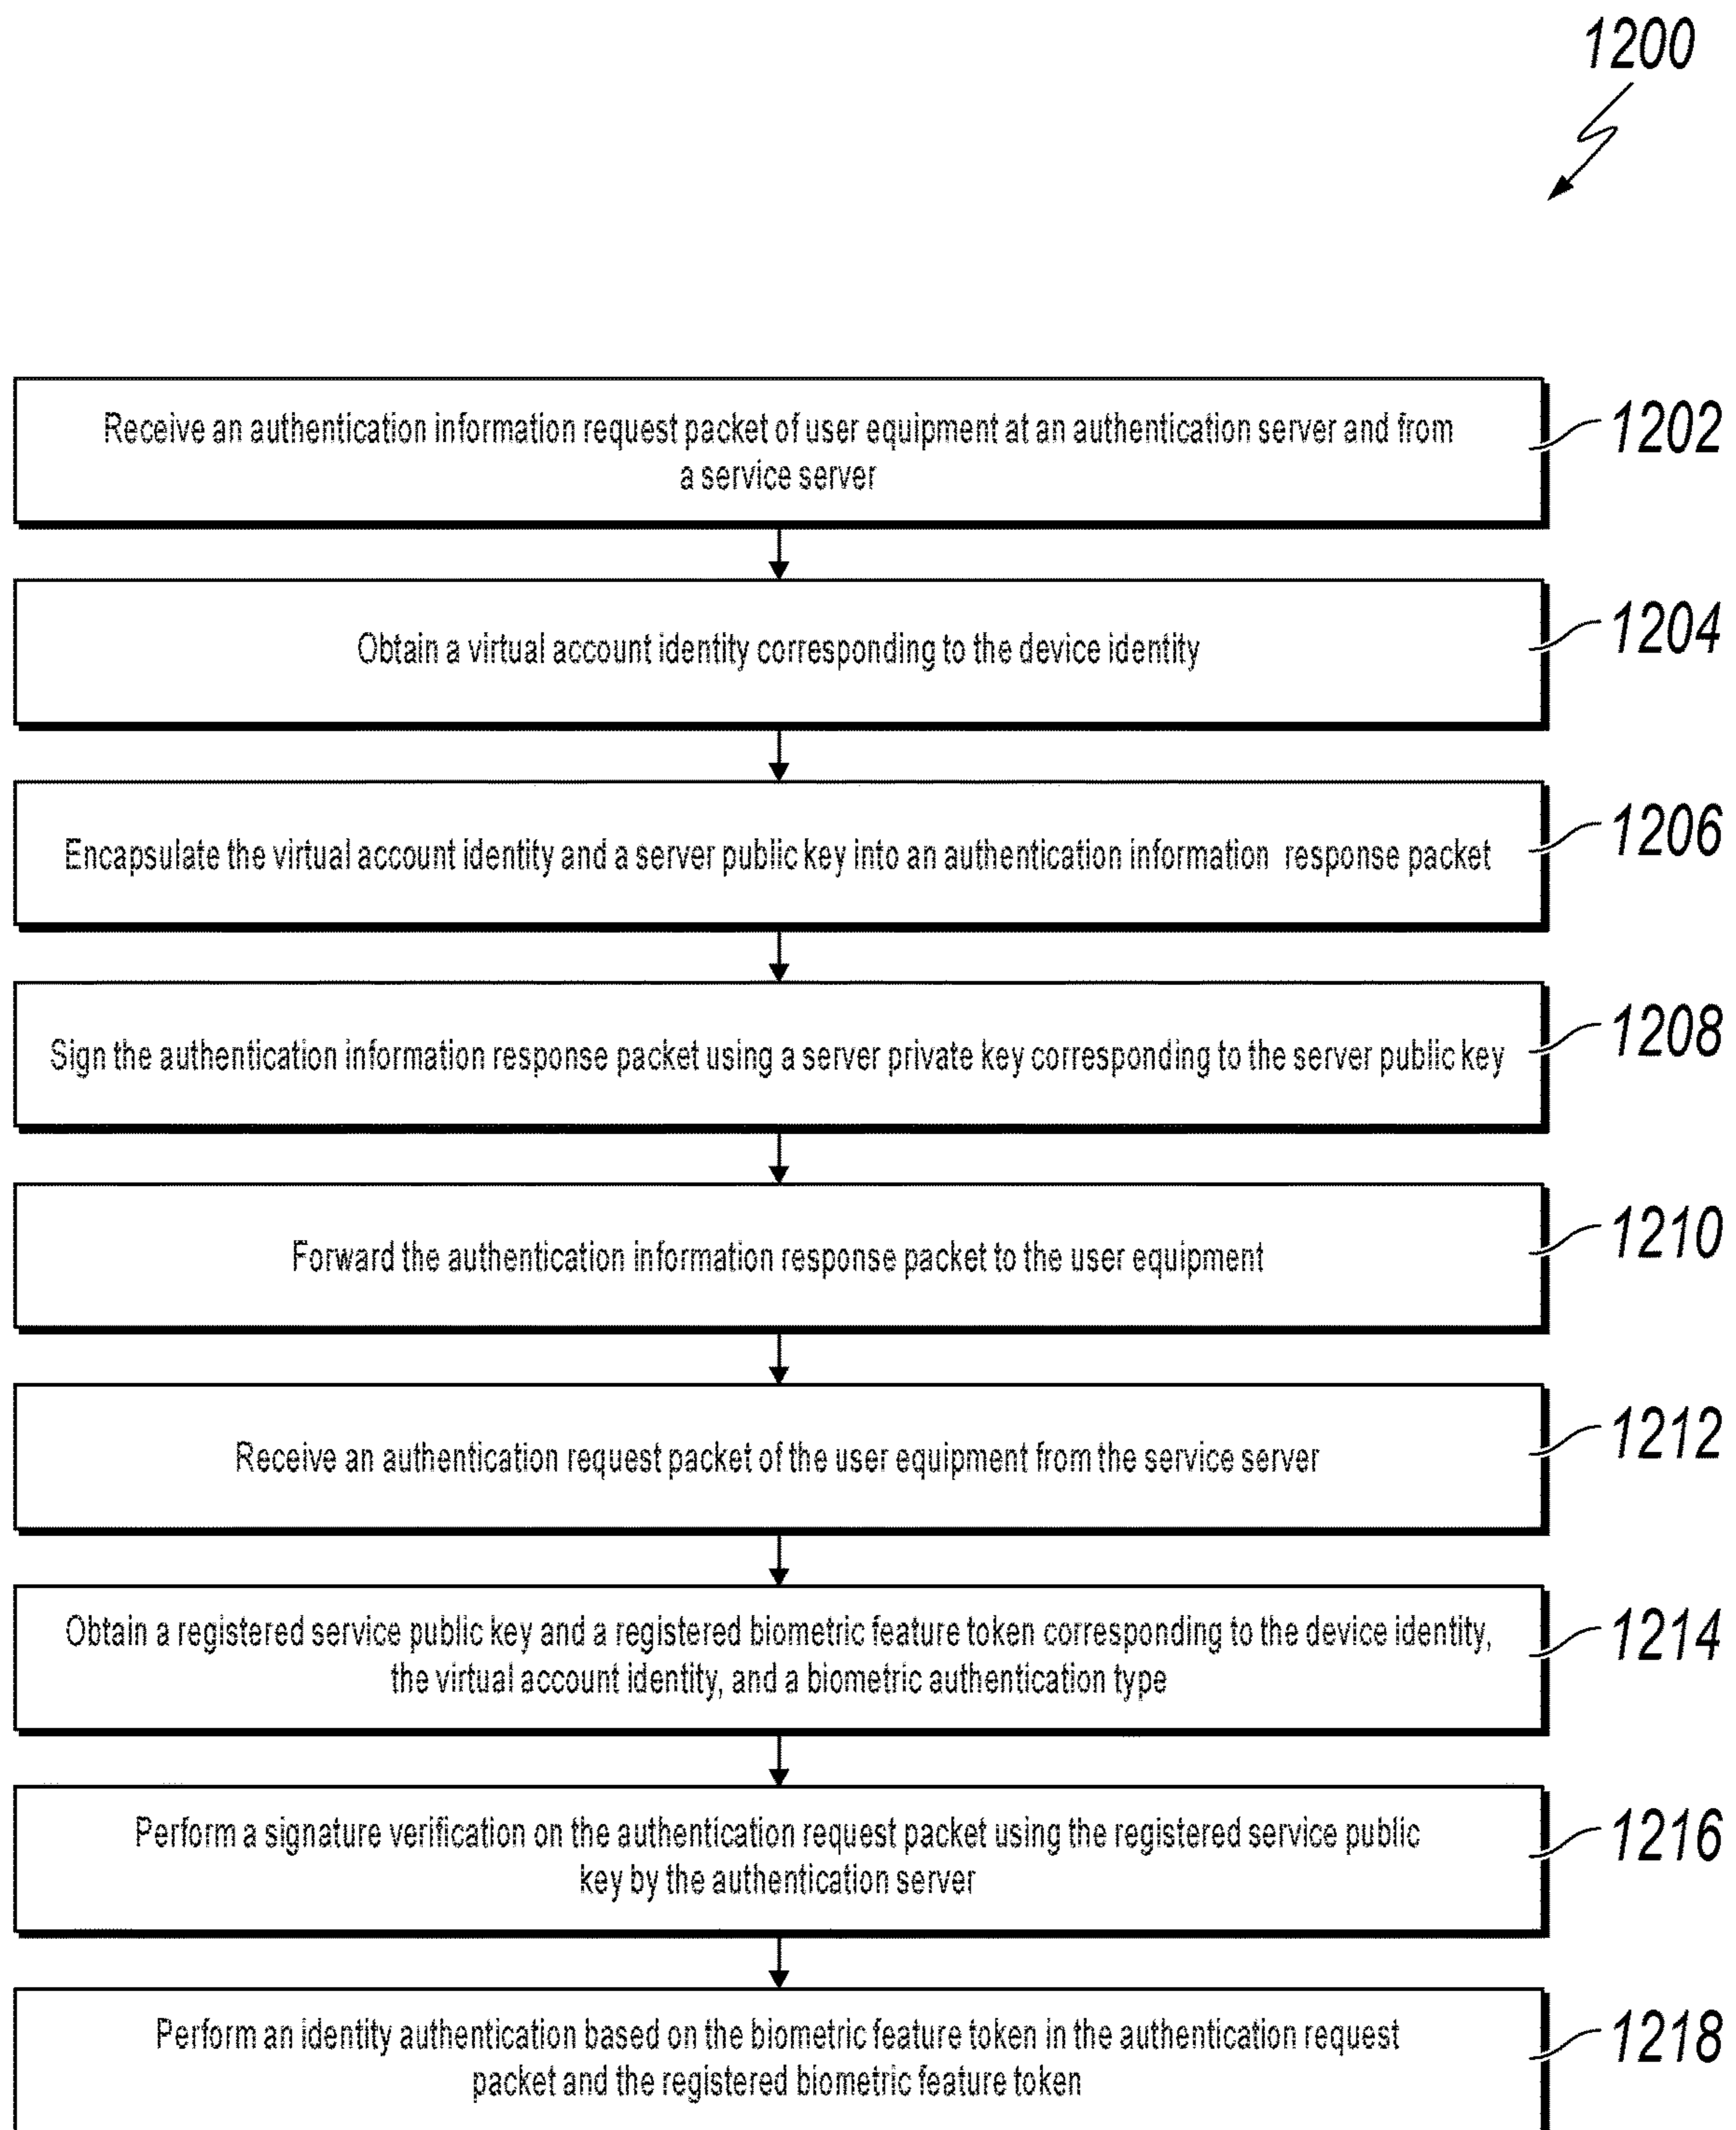 1200
Receive an authentication information request packet of user equipment at an authentication server and from
a service server
1202
Obtain a virtual account identity corresponding to the device identity
1204
Encapsulate the virtual account identity and a server public key into an authentication information response packet
1206
Sign the authentication information response packet using a server private key corresponding to the server public key
1208
Forward the authentication information response packet to the user equipment
1210
Receive an authentication request packet of the user equipment from the service server
1212
Obtain a registered service public key and a registered biometric feature token corresponding to the device identity,
the virtual account identity, and a biometric authentication type
1214
Perform a signature verification on the authentication request packet using the registered service public
key by the authentication server
1216
Perform an identity authentication based on the biometric feature token in the authentication request
packet and the registered biometric feature token
1218